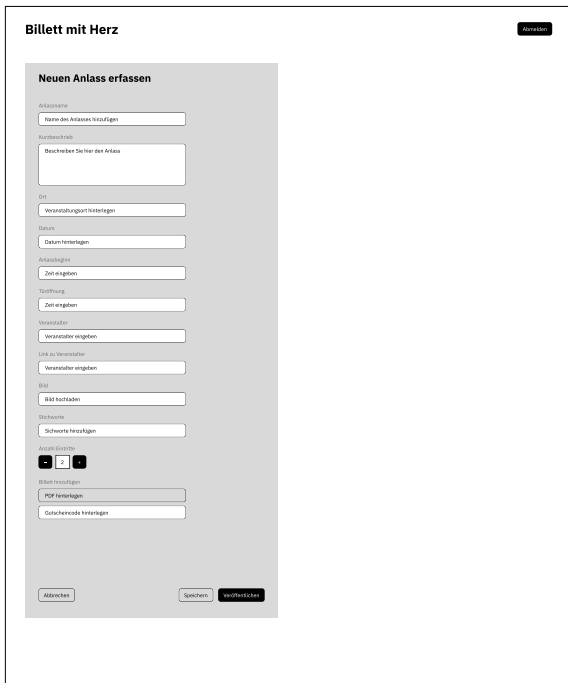 Billett mit Herz
Abmelden
Neuen Anlass erfassen
Anlassname
Name des Anlasses hinzufügen
Kurzbeschrieb
Beschreiben Sie hier den Anlass
Ort
Veranstaltungsort hinterlegen
Datum
Datum hinterlegen
Anlassbeginn
Zeit eingeben
Türöffnung
Zeit eingeben
Veranstalter
Veranstalter eingeben
Link zu Veranstalter
Veranstalter eingeben
Bild
Bild hochladen
Stichworte
Sichworte hinzufügen
Anzahl Eintritte
– 2 +
Billett hinzufügen
PDF hinterlegen
Gutscheincode hinterlegen
Abbrechen
Speichern
Veröffentlichen